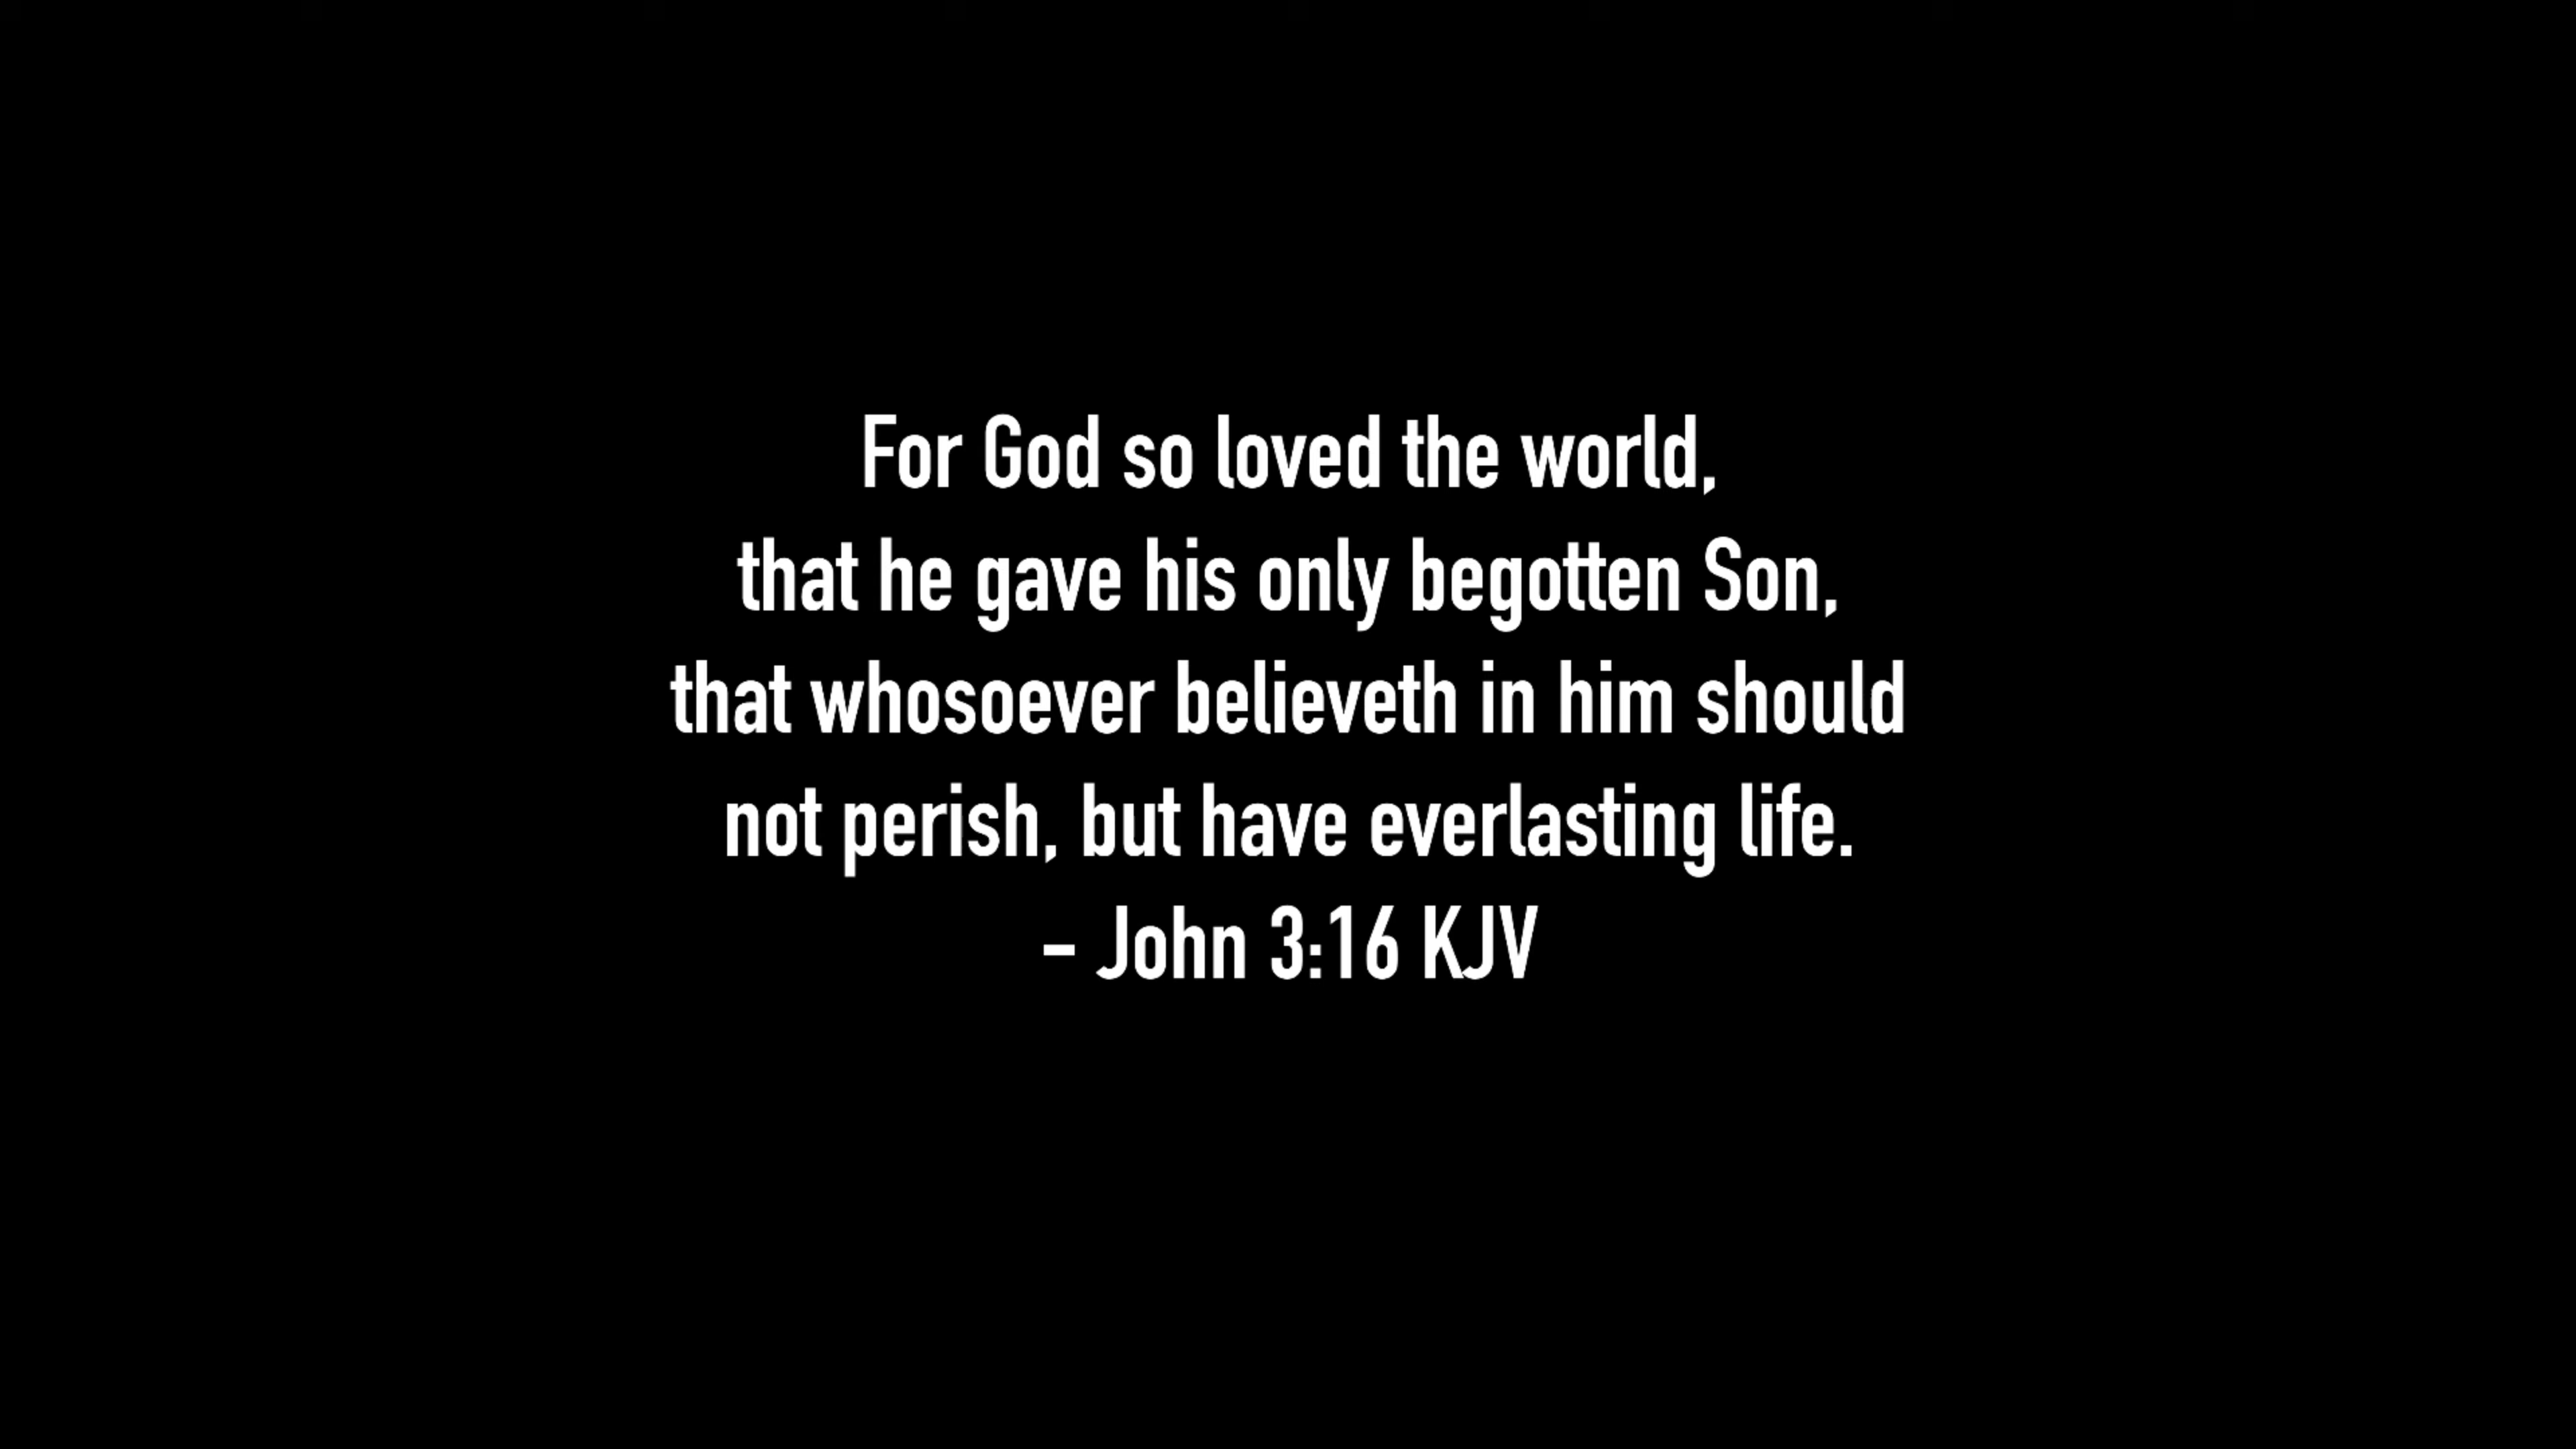 For God so loved the world,
that he gave his only begotten Son,
that whosoever believeth in him should
not perish, but have everlasting life.
- John 3:16 KJV